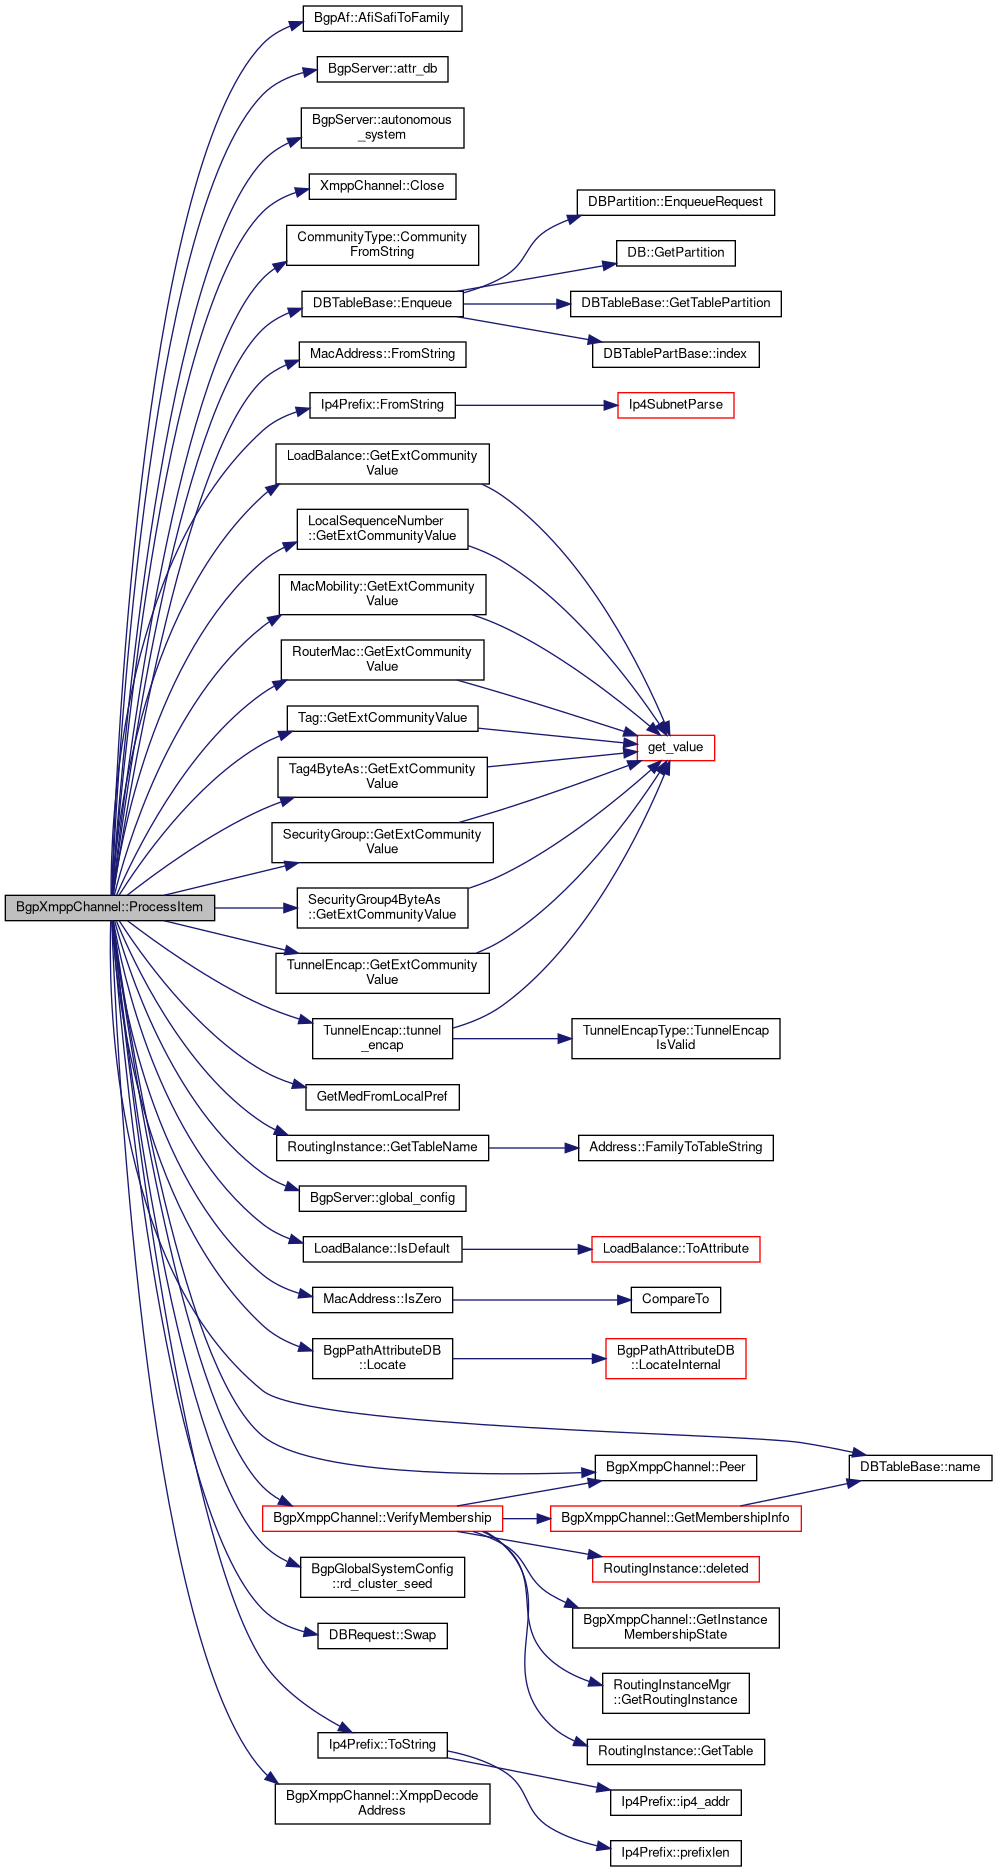 BgpXmppChannel::ProcessItem
BgpAf::AfiSafiToFamily
BgpServer::attr_db
BgpServer::autonomous
_system
XmppChannel::Close
CommunityType::Community
FromString
DBTableBase::Enqueue
DBPartition::EnqueueRequest
DB::GetPartition
DBTableBase::GetTablePartition
DBTablePartBase::index
MacAddress::FromString
Ip4Prefix::FromString
Ip4SubnetParse
LoadBalance::GetExtCommunity
Value
LocalSequenceNumber
::GetExtCommunityValue
MacMobility::GetExtCommunity
Value
RouterMac::GetExtCommunity
Value
Tag::GetExtCommunityValue
get_value
Tag4ByteAs::GetExtCommunity
Value
SecurityGroup::GetExtCommunity
Value
SecurityGroup4ByteAs
::GetExtCommunityValue
TunnelEncap::GetExtCommunity
Value
TunnelEncap::tunnel
_encap
TunnelEncapType::TunnelEncap
IsValid
GetMedFromLocalPref
RoutingInstance::GetTableName
Address::FamilyToTableString
BgpServer::global_config
LoadBalance::IsDefault
LoadBalance::ToAttribute
MacAddress::IsZero
CompareTo
BgpPathAttributeDB
::Locate
BgpPathAttributeDB
::LocateInternal
DBTableBase::name
BgpXmppChannel::Peer
BgpXmppChannel::VerifyMembership
BgpXmppChannel::GetMembershipInfo
RoutingInstance::deleted
BgpXmppChannel::GetInstance
MembershipState
RoutingInstanceMgr
::GetRoutingInstance
RoutingInstance::GetTable
BgpGlobalSystemConfig
::rd_cluster_seed
DBRequest::Swap
Ip4Prefix::ToString
Ip4Prefix::ip4_addr
Ip4Prefix::prefixlen
BgpXmppChannel::XmppDecode
Address